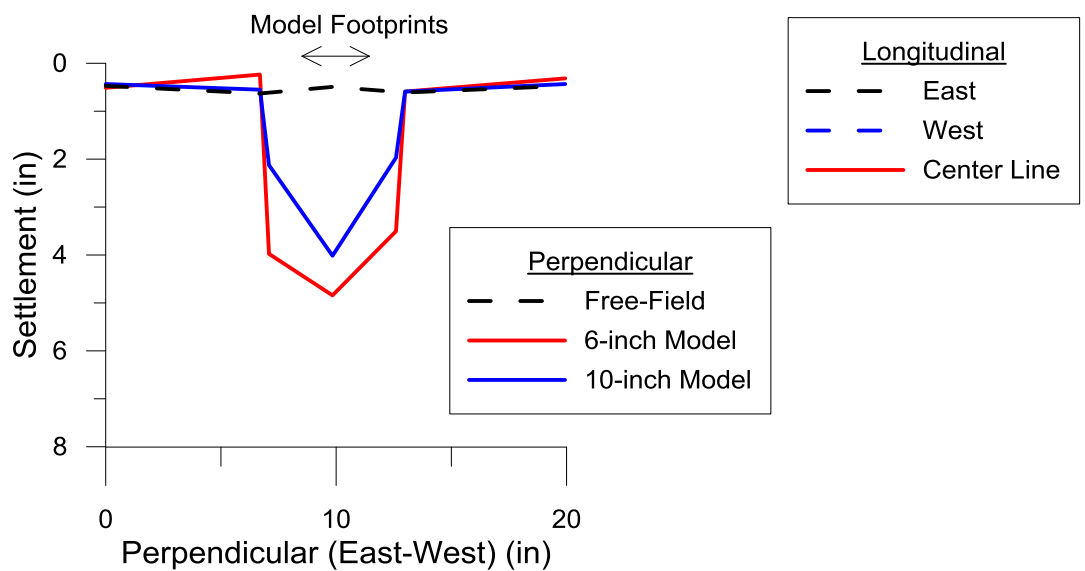 Model Footprints
0
2
4
6
8
Settlement (in)
0
10
20
Perpendicular (East-West) (in)
Perpendicular
Free-Field
6-inch Model
10-inch Model
Longitudinal
East
West
Center Line